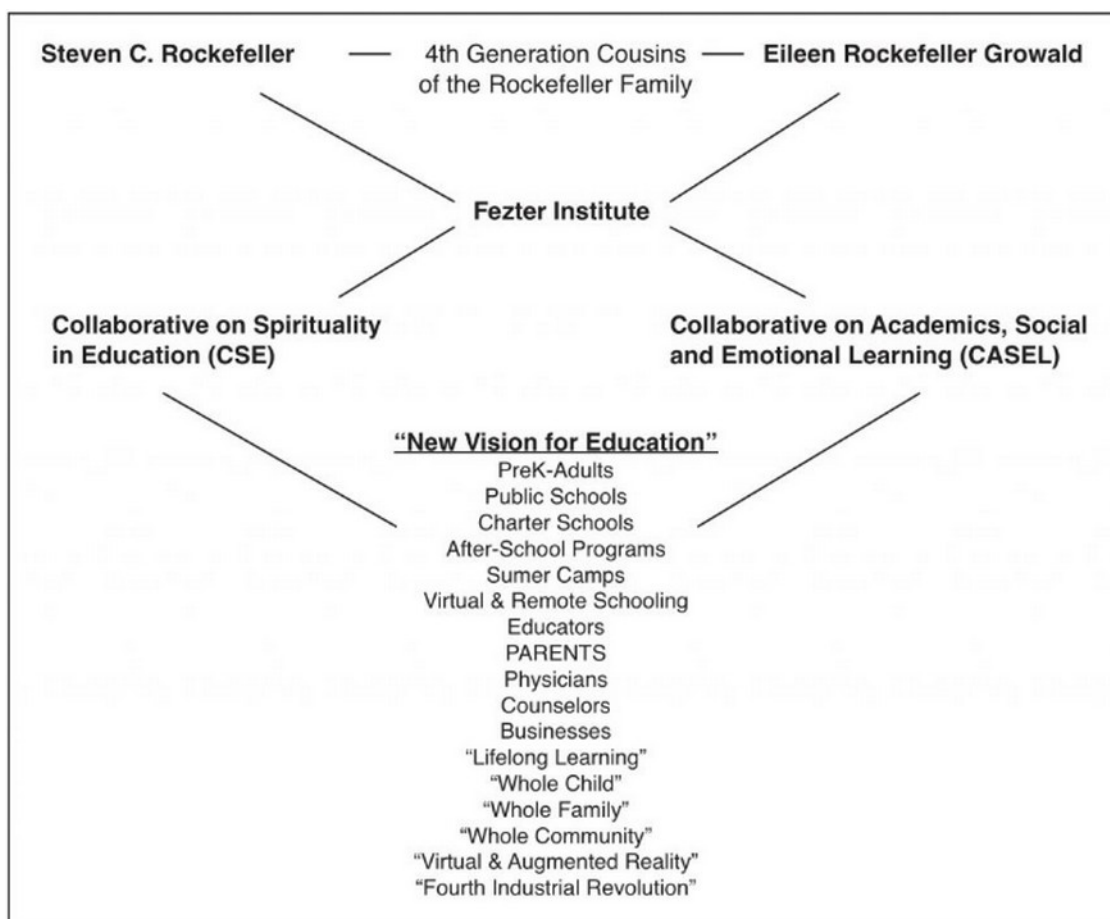 Steven C. Rockefeller — 4th Generation Cousins — Eileen Rockefeller Growald
of the Rockefeller Family
Fezter Institute
Collaborative on Spirituality
in Education (CSE)
Collaborative on Academics, Social
and Emotional Learning (CASEL)
“New Vision for Education”
PreK-Adults
Public Schools
Charter Schools
After-School Programs
Sumer Camps
Virtual & Remote Schooling
Educators
PARENTS
Physicians
Counselors
Businesses
“Lifelong Learning”
“Whole Child”
“Whole Family”
“Whole Community”
“Virtual & Augmented Reality”
“Fourth Industrial Revolution”